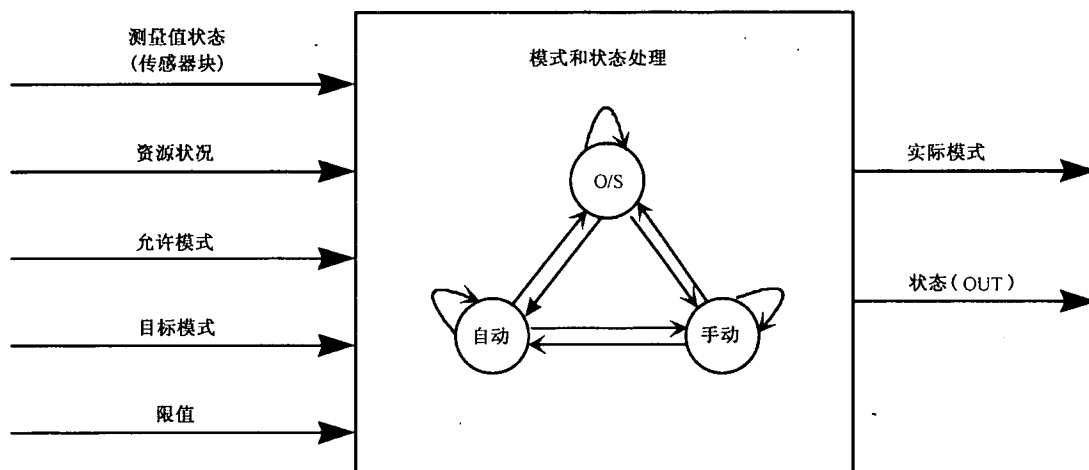 测量值状态
(传感器块)
资源状况
允许模式
目标模式
限值
模式和状态处理
O/S
自动
手动
实际模式
状态(OUT)